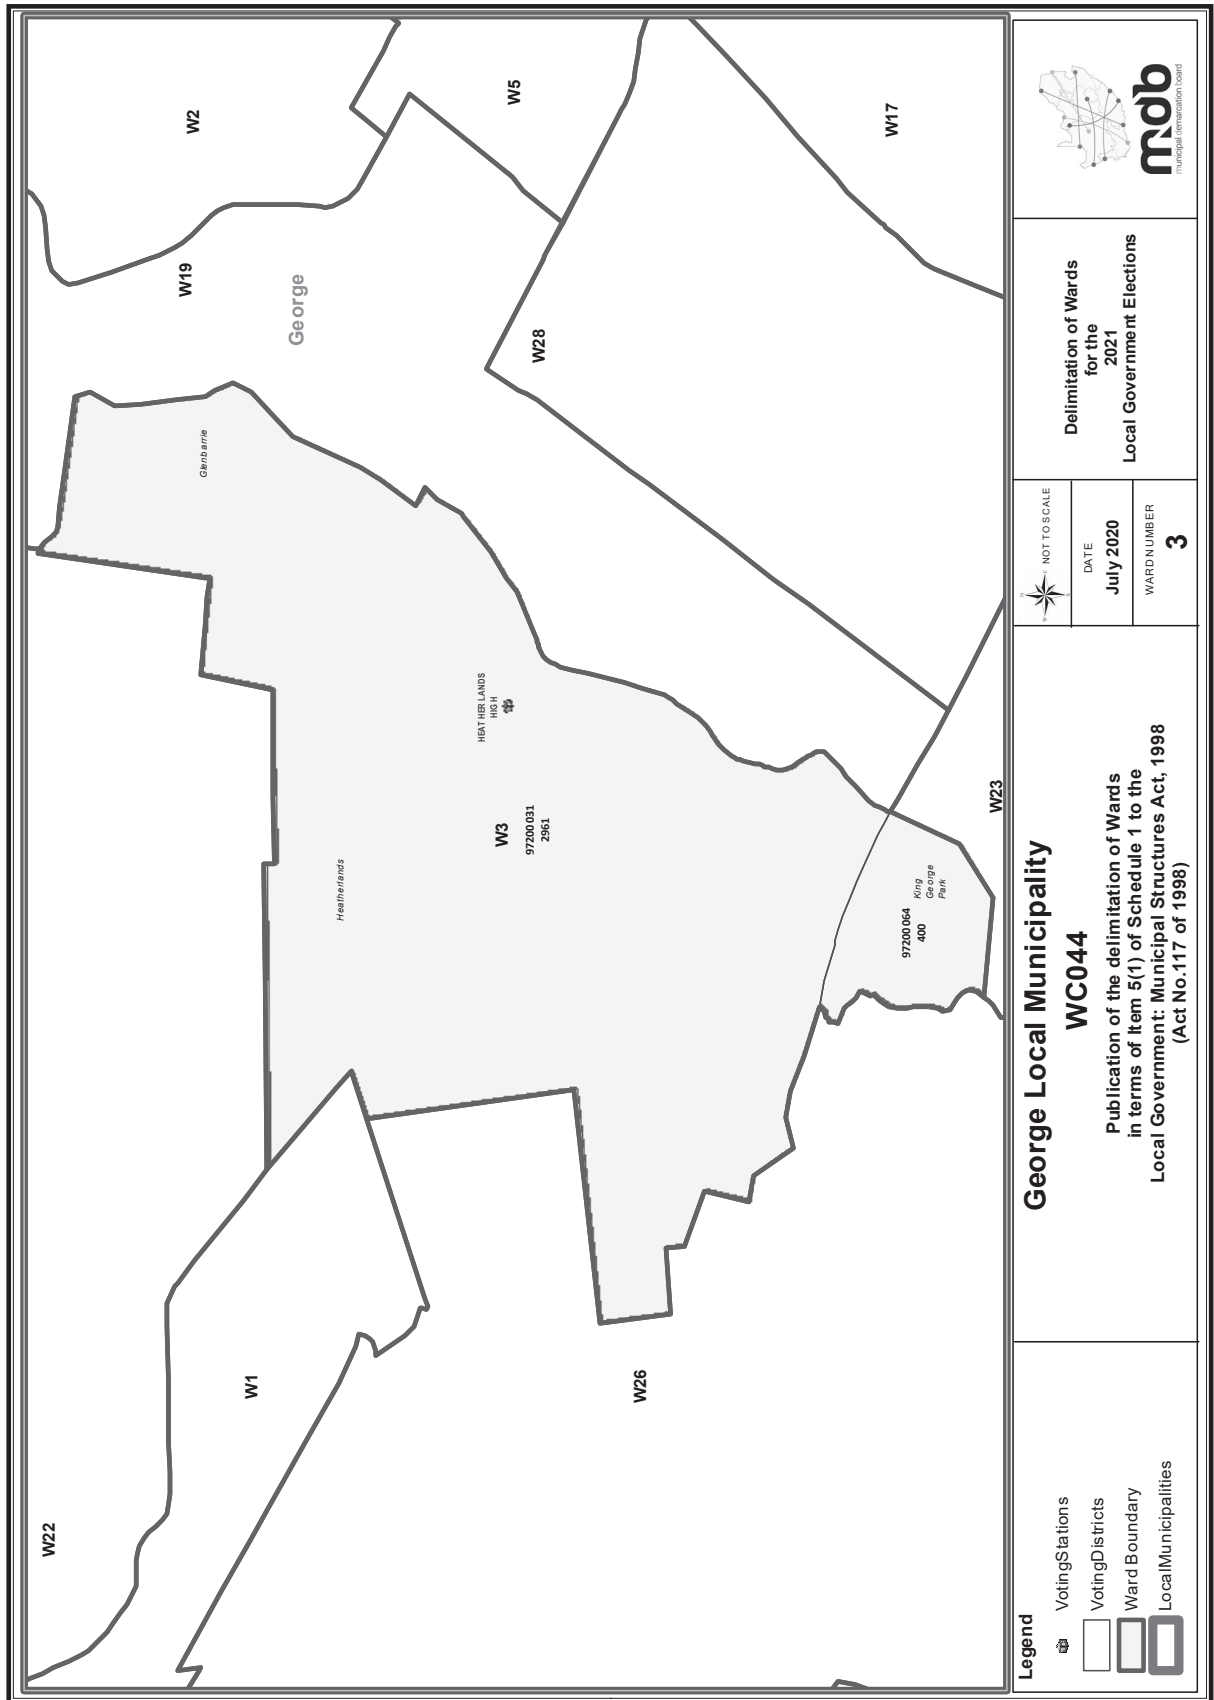 W22
W1
W26
W3
97200031
2961
Heatherlands
HEATHERLANDS
HIGH
Glenbarrie
97200064
400
King
George
Park
W23
W28
W19
George
W2
W5
W17
Legend
VotingStations
VotingDistricts
Ward Boundary
LocalMunicipalities
George Local Municipality
WC044
Publication of the delimitation of Wards
in terms of Item 5(1) of Schedule 1 to the
Local Government: Municipal Structures Act, 1998
(Act No.117 of 1998)
N
W
E
S
NOT TO SCALE
DATE
July 2020
WARD NUMBER
3
Delimitation of Wards
for the
2021
Local Government Elections
mdb
municipal demarcation board